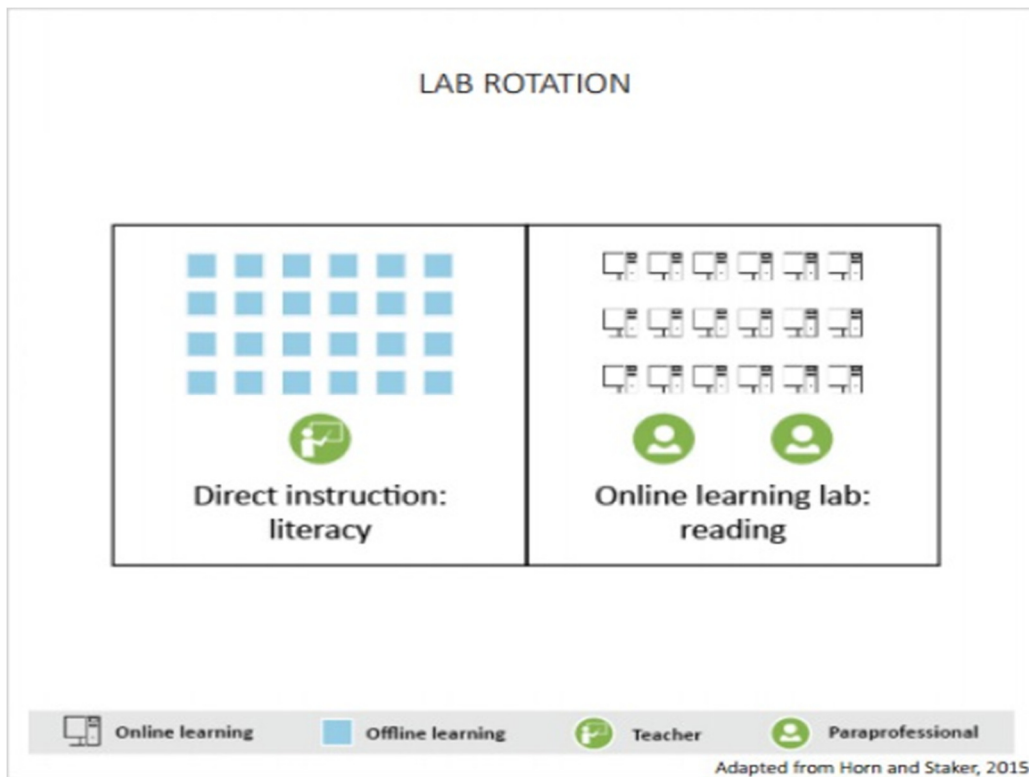 LAB ROTATION
Direct instruction:
literacy
Online learning lab:
reading
Online learning
Offline learning
Teacher
Paraprofessional
Adapted from Horn and Staker, 2015